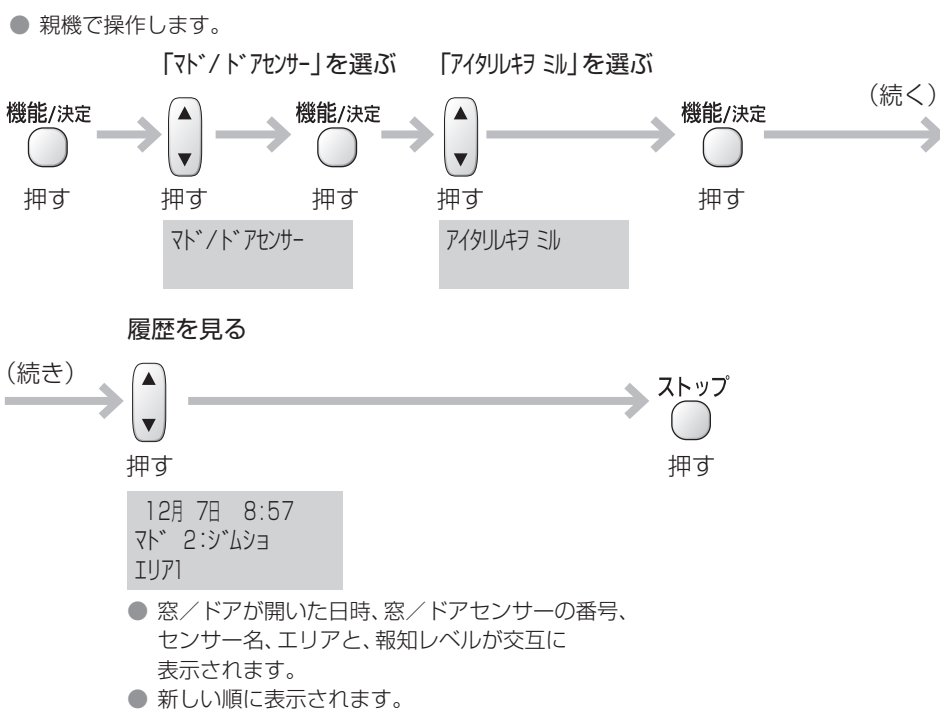 ● 親機で操作します。
「ﾏﾄﾞ/ﾄﾞｱｾﾝｻｰ」を選ぶ 「ｱｲﾀﾘﾚｷｦ ﾐﾙ」を選ぶ
機能/決定 機能/決定 機能/決定 （続く）
▲ ▲
▼ ▼
押す 押す 押す 押す 押す
ﾏﾄﾞ/ﾄﾞｱｾﾝｻｰ ｱｲﾀﾘﾚｷｦ ﾐﾙ
履歴を見る
（続き） ストップ
▲
▼
押す 押す
12月 7日 8:57
ﾏﾄﾞ 2:ｼﾞﾑｼｮ
ｴﾘｱ1
● 窓／ドアが開いた日時、窓／ドアセンサーの番号、
センサー名、エリアと、報知レベルが交互に
表示されます。
● 新しい順に表示されます。